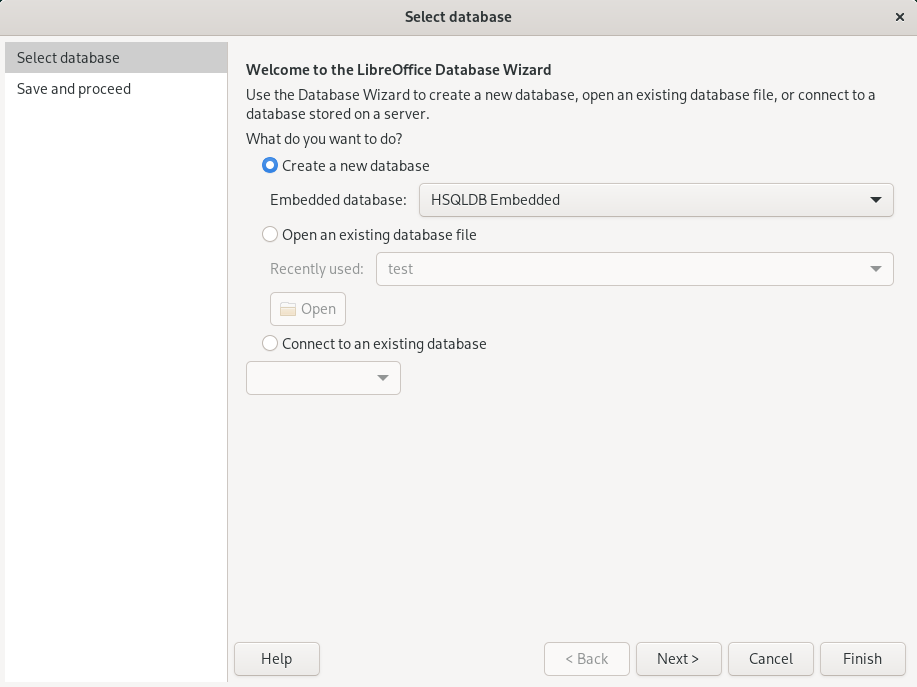 Select database
Select database
Save and proceed
Welcome to the LibreOffice Database Wizard
Use the Database Wizard to create a new database, open an existing database file, or connect to a
database stored on a server.
What do you want to do?
Create a new database
Embedded database: HSQLDB Embedded
Open an existing database file
Recently used: test
Open
Connect to an existing database
Help < Back Next > Cancel Finish